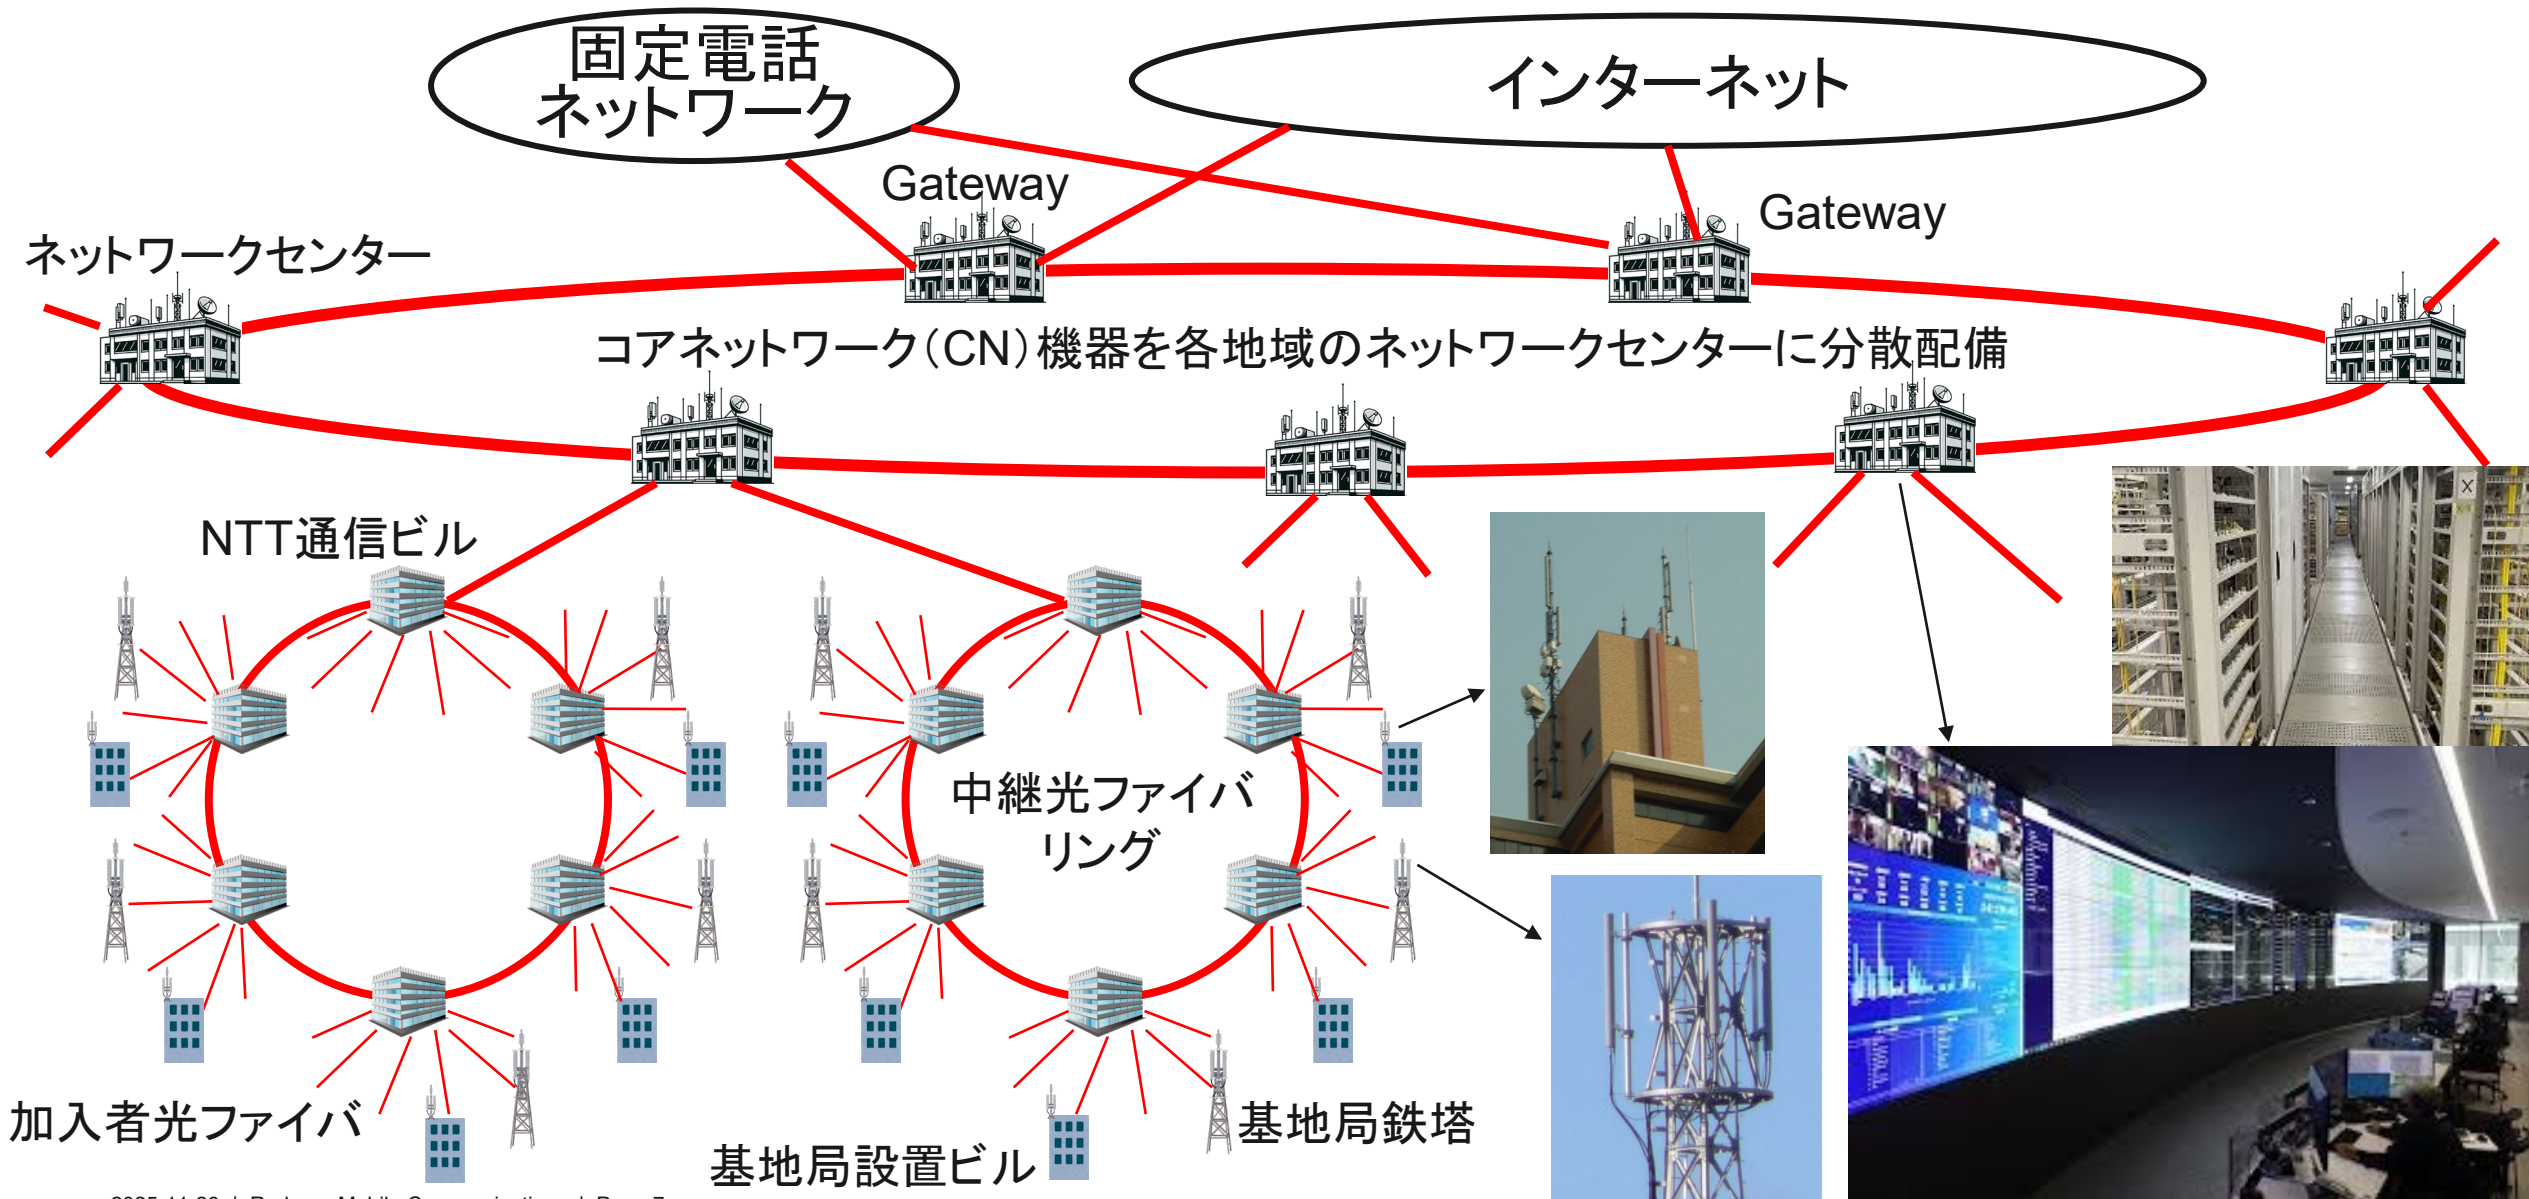 固定電話
ネットワーク
インターネット
Gateway
Gateway
ネットワークセンター
コアネットワーク（CN）機器を各地域のネットワークセンターに分散配備
NTT通信ビル
中継光ファイバ
リング
加入者光ファイバ
基地局設置ビル
基地局鉄塔
X